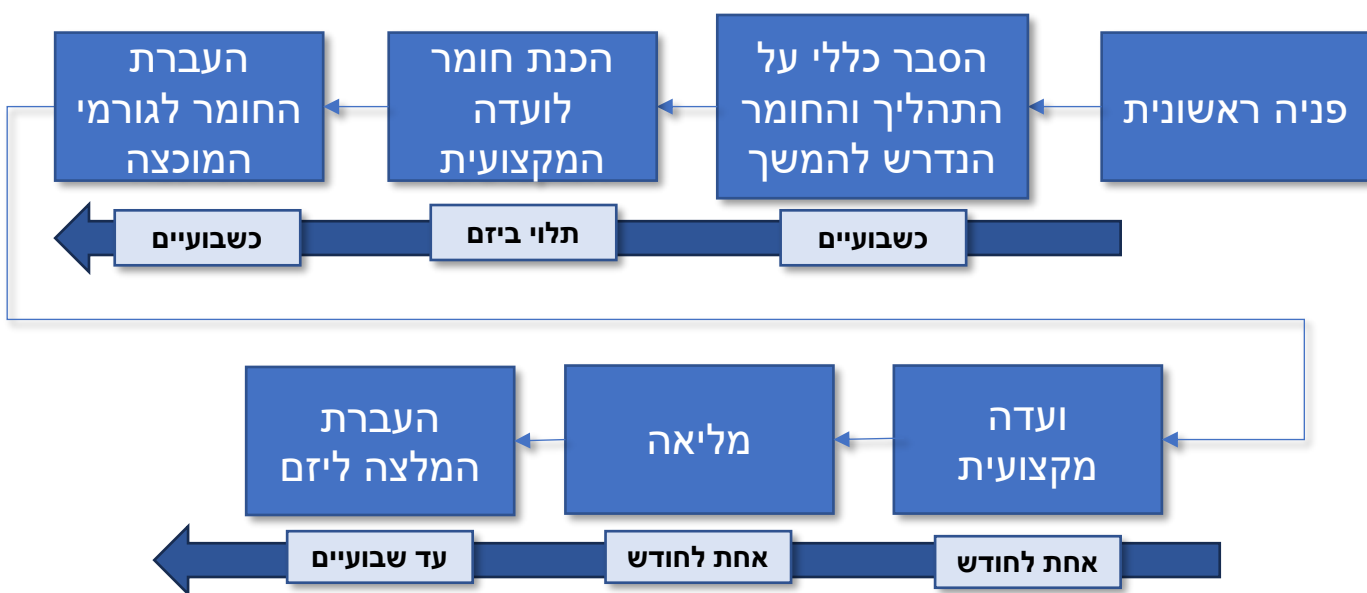 פניה ראשונית
הסבר כללי על
התהליך והחומר
הנדרש להמשך
הכנת חומר
לועדה
המקצועית
העברת
החומר לגורמי
המוכצה
כשבועיים
תלוי ביזם
כשבועיים
ועדה
מקצועית
מליאה
העברת
המלצה ליזם
אחת לחודש
אחת לחודש
עד שבועיים